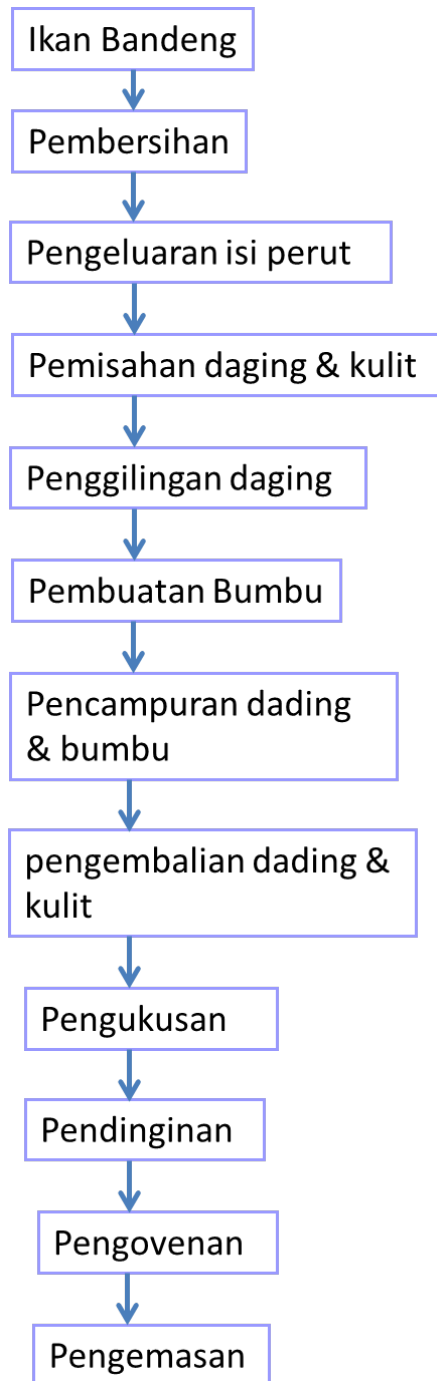 Ikan Bandeng
Pembersihan
Pengeluaran isi perut
Pemisahan daging & kulit
Penggilingan daging
Pembuatan Bumbu
Pencampuran dading
& bumbu
pengembalian dading &
kulit
Pengukusan
Pendinginan
Pengovenan
Pengemasan